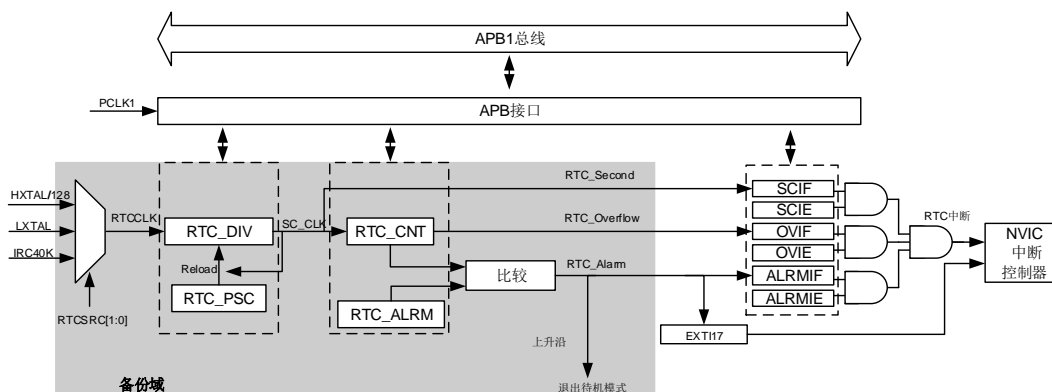 APB1总线
PCLK1
APB接口
HXTAL/128
LXTAL
IRC40K
RTCCLK
RTCSRC[1:0]
RTC_DIV
Reload
RTC_PSC
SC_CLK
RTC_CNT
RTC_ALRM
比较
RTC_Second
RTC_Overflow
RTC_Alarm
上升沿
退出待机模式
备份域
SCIF
SCIE
OVIF
OVIE
ALRMIF
ALRMIE
EXTI17
RTC中断
NVIC
中断
控制器